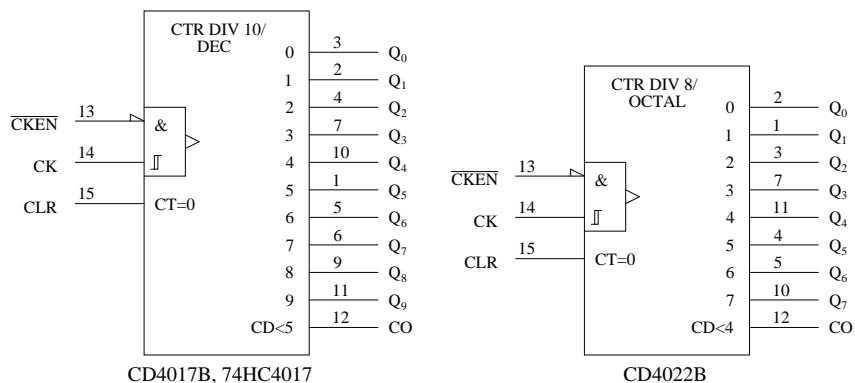 CTR DIV 10/
DEC
0 3 Q0
1 2 Q1
2 4 Q2
3 7 Q3
4 10 Q4
5 1 Q5
6 5 Q6
7 6 Q7
8 9 Q8
9 11 Q9
CD<5 12 CO
CKEN 13 &
CK 14
CLR 15 CT=0
CD4017B, 74HC4017
CTR DIV 8/
OCTAL
0 2 Q0
1 1 Q1
2 3 Q2
3 7 Q3
4 11 Q4
5 4 Q5
6 5 Q6
7 10 Q7
CD<4 12 CO
CKEN 13 &
CK 14
CLR 15 CT=0
CD4022B